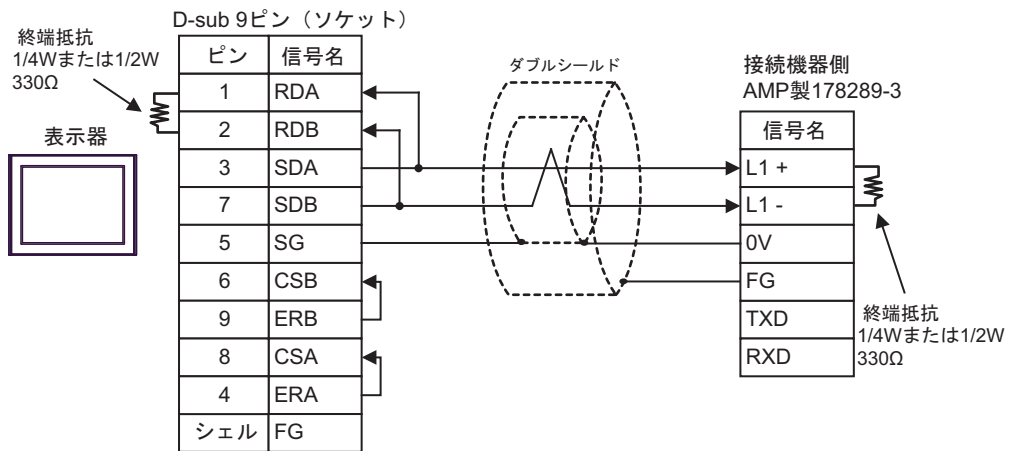 D-sub 9ピン（ソケット）
終端抵抗
1/4Wまたは1/2W
330Ω
表示器
ピン 信号名
1 RDA
2 RDB
3 SDA
7 SDB
5 SG
6 CSB
9 ERB
8 CSA
4 ERA
シェル FG
ダブルシールド
接続機器側
AMP製178289-3
信号名
L1 +
L1 -
0V
FG
TXD
RXD
終端抵抗
1/4Wまたは1/2W
330Ω